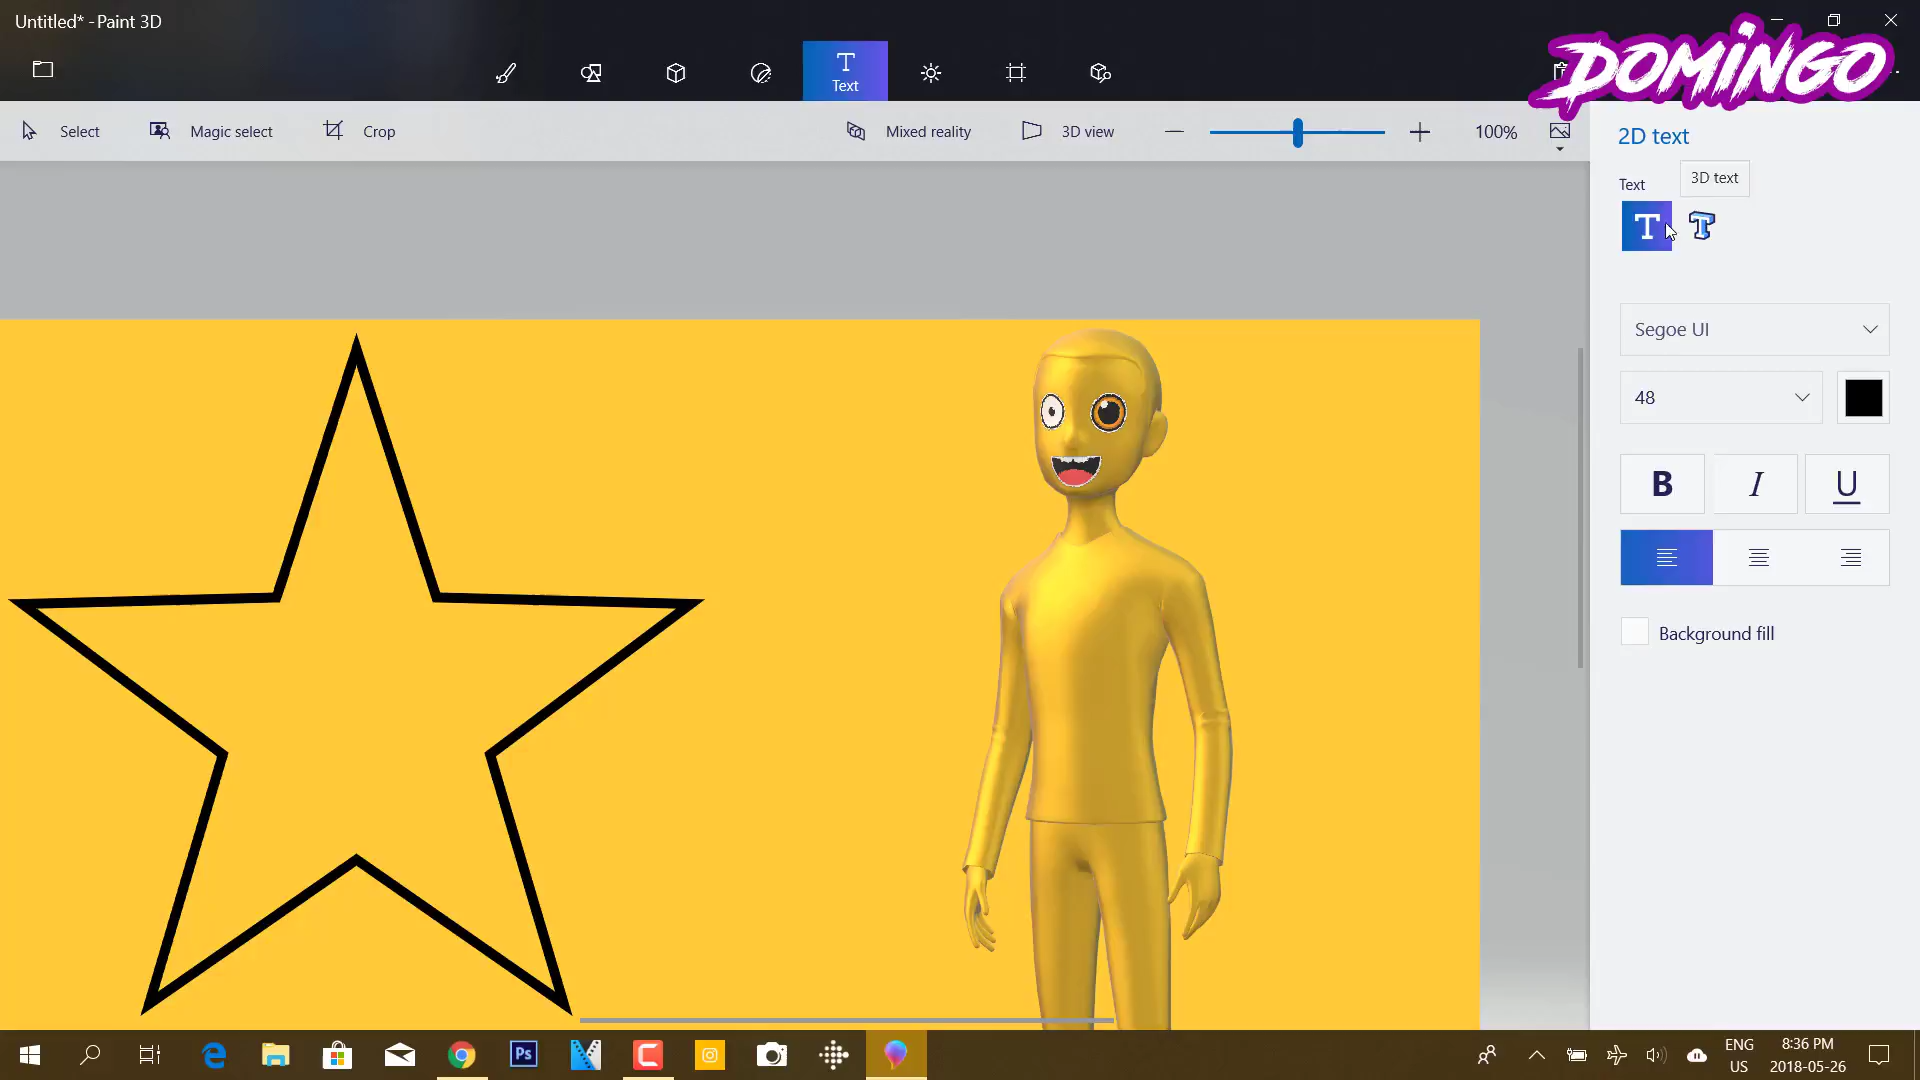 Untitled* - Paint 3D
DOMINGO
Text
Select
Magic select
Crop
Mixed reality
3D view
100%
2D text
3D text
Text
T
T
Segoe UI
48
B
I
U
Background fill
Ps
ENG
US
8:36 PM
2018-05-26